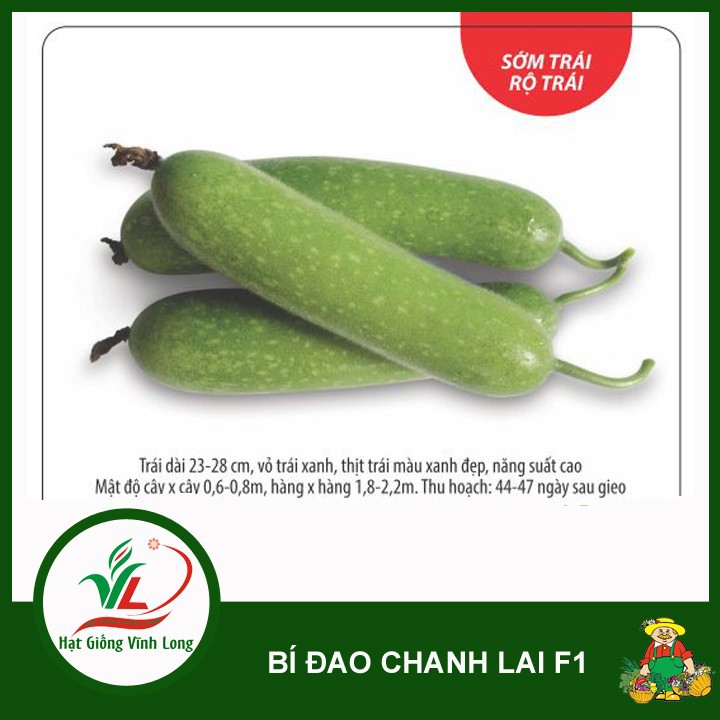 SỚM TRÁI
RỘ TRÁI
Trái dài 23-28 cm, vỏ trái xanh, thịt trái màu xanh đẹp, năng suất cao
Mật độ cây x cây 0,6-0,8m, hàng x hàng 1,8-2,2m. Thu hoạch: 44-47 ngày sau gieo
VL
Hạt Giống Vĩnh Long
BÍ ĐAO CHANH LAI F1